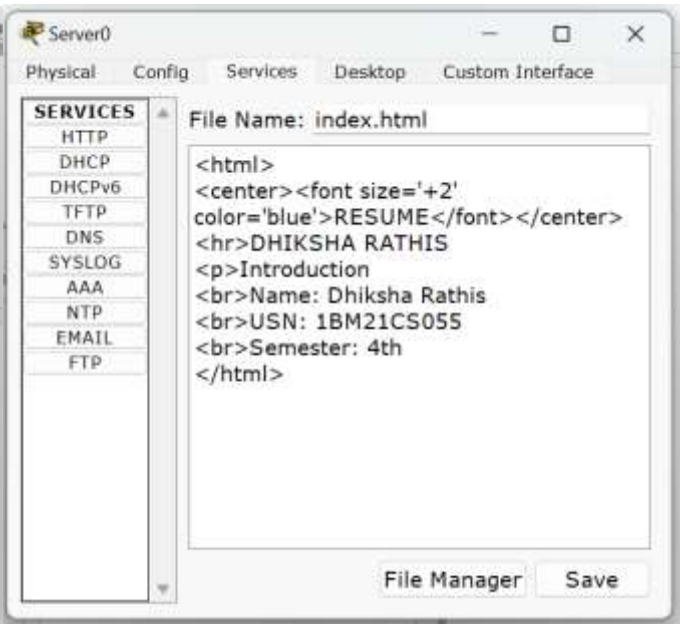 Server0
Physical Config Services Desktop Custom Interface
SERVICES
HTTP
DHCP
DHCPv6
TFTP
DNS
SYSLOG
AAA
NTP
EMAIL
FTP
File Name: index.html
<html>
<center><font size='+2'
color='blue'>RESUME</font></center>
<hr>DHIKSHA RATHIS
<p>Introduction
<br>Name: Dhiksha Rathis
<br>USN: 1BM21CS055
<br>Semester: 4th
</html>
File Manager Save